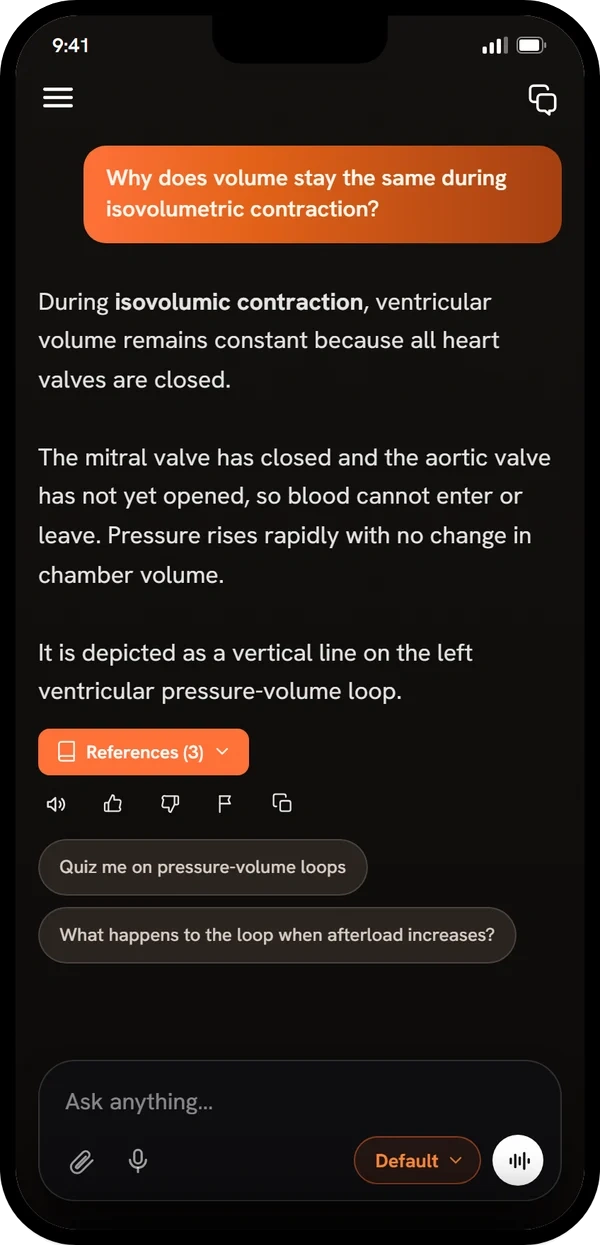 9:41
Why does volume stay the same during
isovolumetric contraction?
During isovolumic contraction, ventricular
volume remains constant because all heart
valves are closed.
The mitral valve has closed and the aortic valve
has not yet opened, so blood cannot enter or
leave. Pressure rises rapidly with no change in
chamber volume.
It is depicted as a vertical line on the left
ventricular pressure-volume loop.
References (3)
Quiz me on pressure-volume loops
What happens to the loop when afterload increases?
Ask anything...
Default